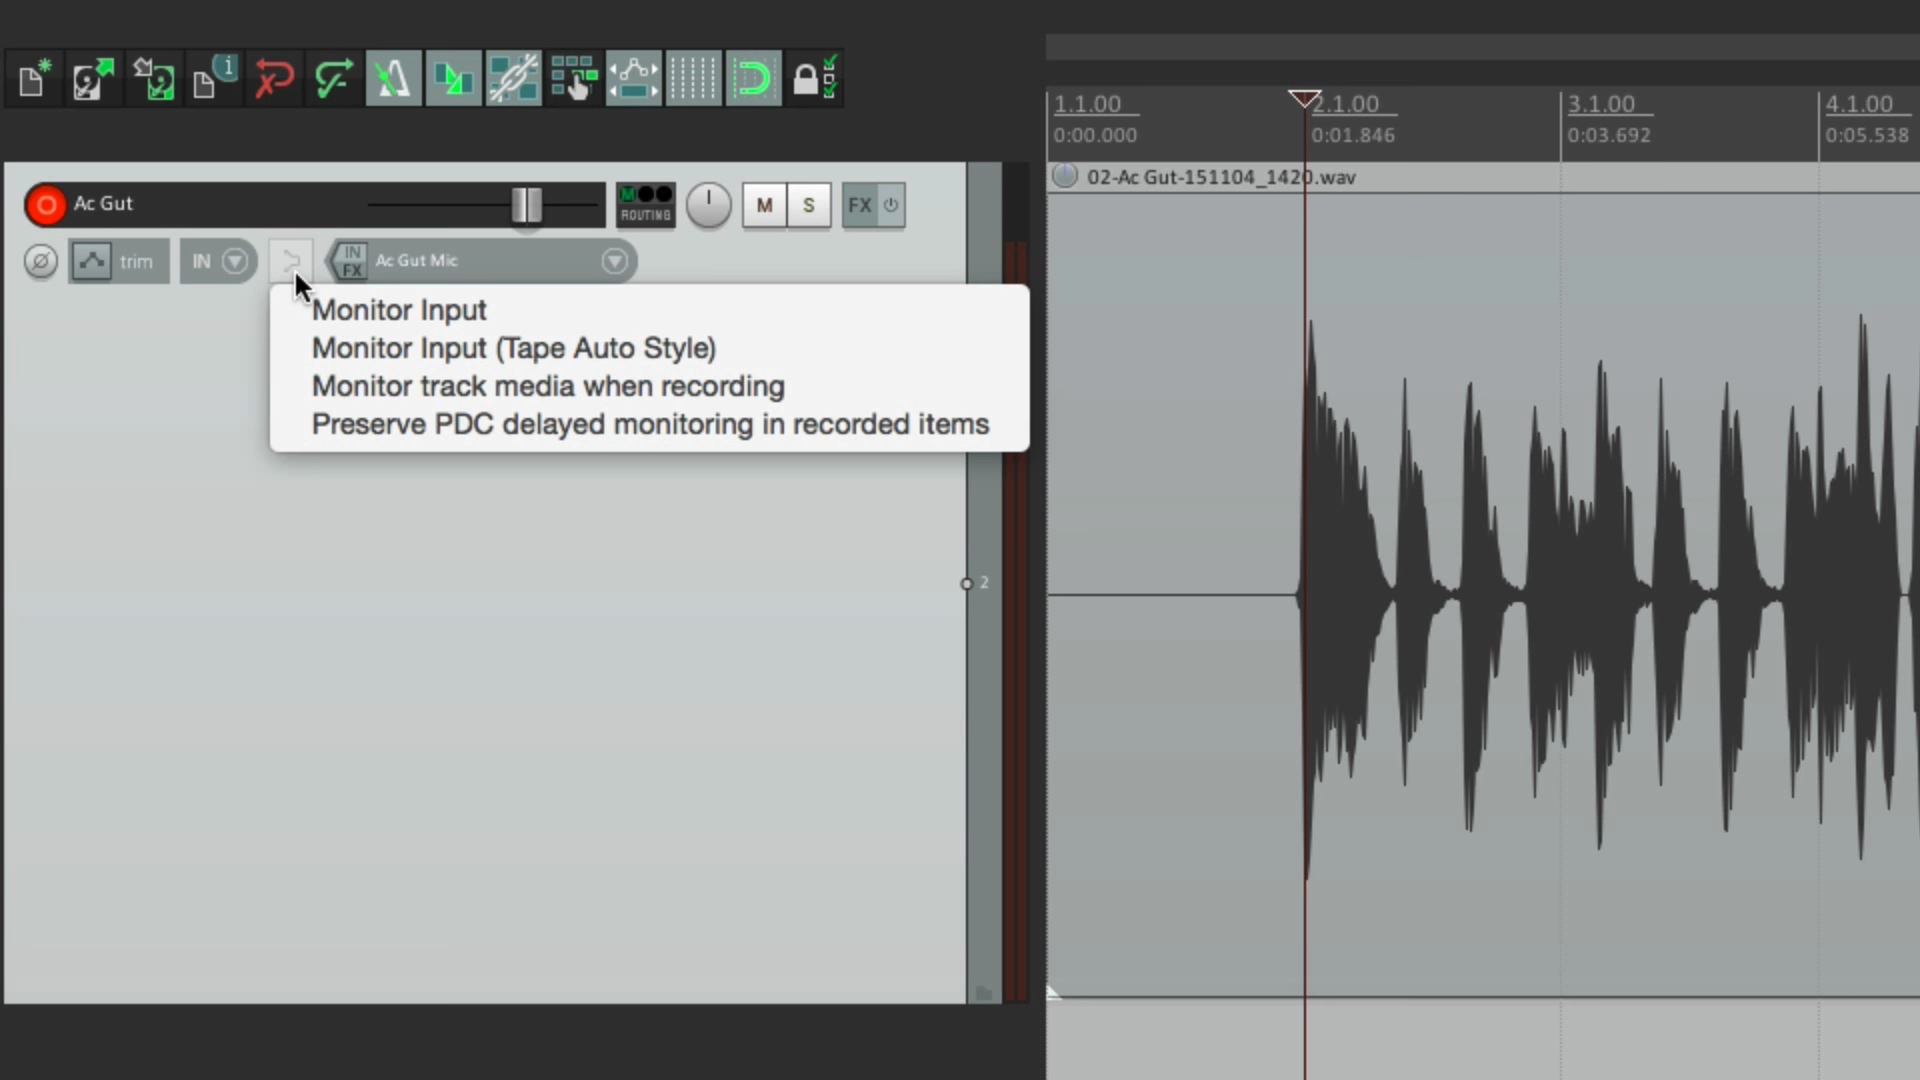 1.1.00
2.1.00
3.1.00
4.1.00
0:00.000
0:01.846
0:03.692
0:05.538
02-Ac Gut-151104_1420.wav
Ac Gut
M
ROUTING
M
S
FX
trim
IN
IN
FX
Ac Gut Mic
Monitor Input
Monitor Input (Tape Auto Style)
Monitor track media when recording
Preserve PDC delayed monitoring in recorded items
2